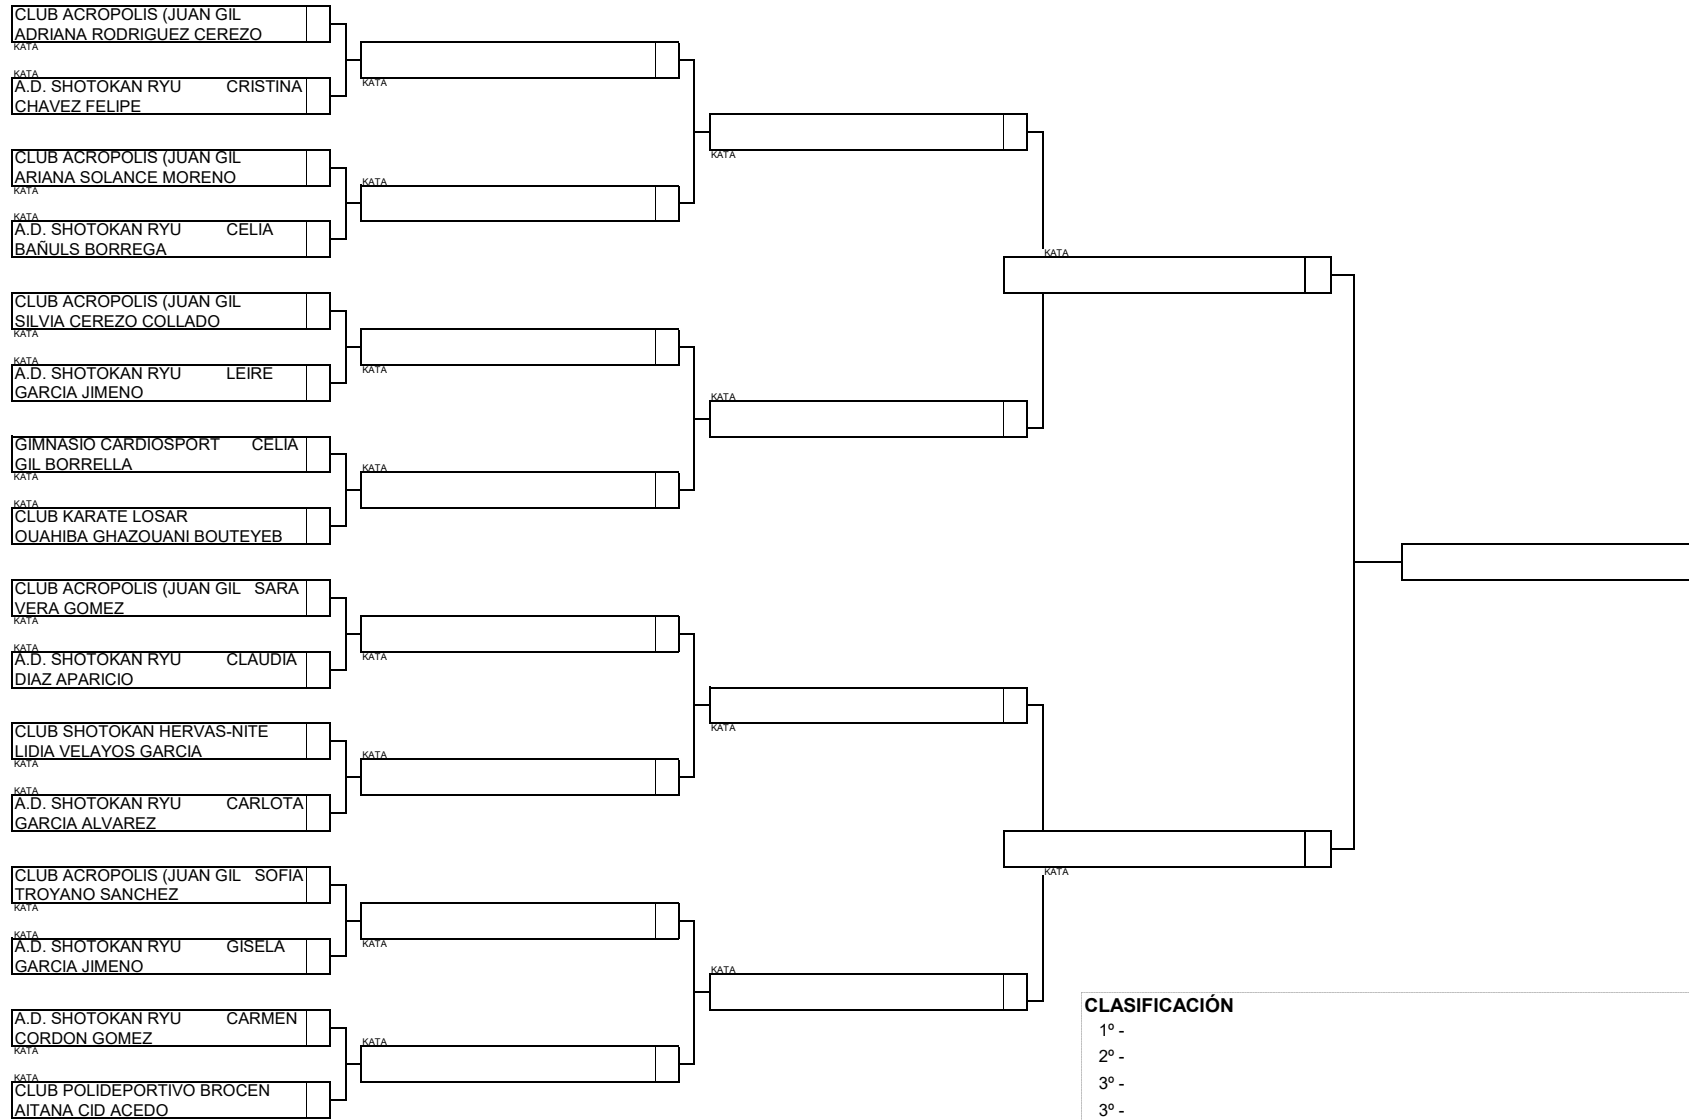 CLUB ACROPOLIS (JUAN GIL
ADRIANA RODRIGUEZ CEREZO
KATA
KATA
A.D. SHOTOKAN RYU CRISTINA
CHAVEZ FELIPE
CLUB ACROPOLIS (JUAN GIL
ARIANA SOLANCE MORENO
KATA
KATA
A.D. SHOTOKAN RYU CELIA
BAÑULS BORREGA
CLUB ACROPOLIS (JUAN GIL
SILVIA CEREZO COLLADO
KATA
KATA
A.D. SHOTOKAN RYU LEIRE
GARCIA JIMENO
GIMNASIO CARDIOSPORT CELIA
GIL BORRELLA
KATA
KATA
CLUB KARATE LOSAR
OUAHIBA GHAZOUANI BOUTEYEB
CLUB ACROPOLIS (JUAN GIL SARA
VERA GOMEZ
KATA
KATA
A.D. SHOTOKAN RYU CLAUDIA
DIAZ APARICIO
CLUB SHOTOKAN HERVAS-NITE
LIDIA VELAYOS GARCIA
KATA
KATA
A.D. SHOTOKAN RYU CARLOTA
GARCIA ALVAREZ
CLUB ACROPOLIS (JUAN GIL SOFIA
TROYANO SANCHEZ
KATA
KATA
A.D. SHOTOKAN RYU GISELA
GARCIA JIMENO
A.D. SHOTOKAN RYU CARMEN
CORDON GOMEZ
KATA
KATA
CLUB POLIDEPORTIVO BROCEN
AITANA CID ACEDO
KATA
KATA
KATA
KATA
KATA
KATA
KATA
KATA
KATA
KATA
KATA
KATA
KATA
CLASIFICACIÓN
1º -
2º -
3º -
3º -